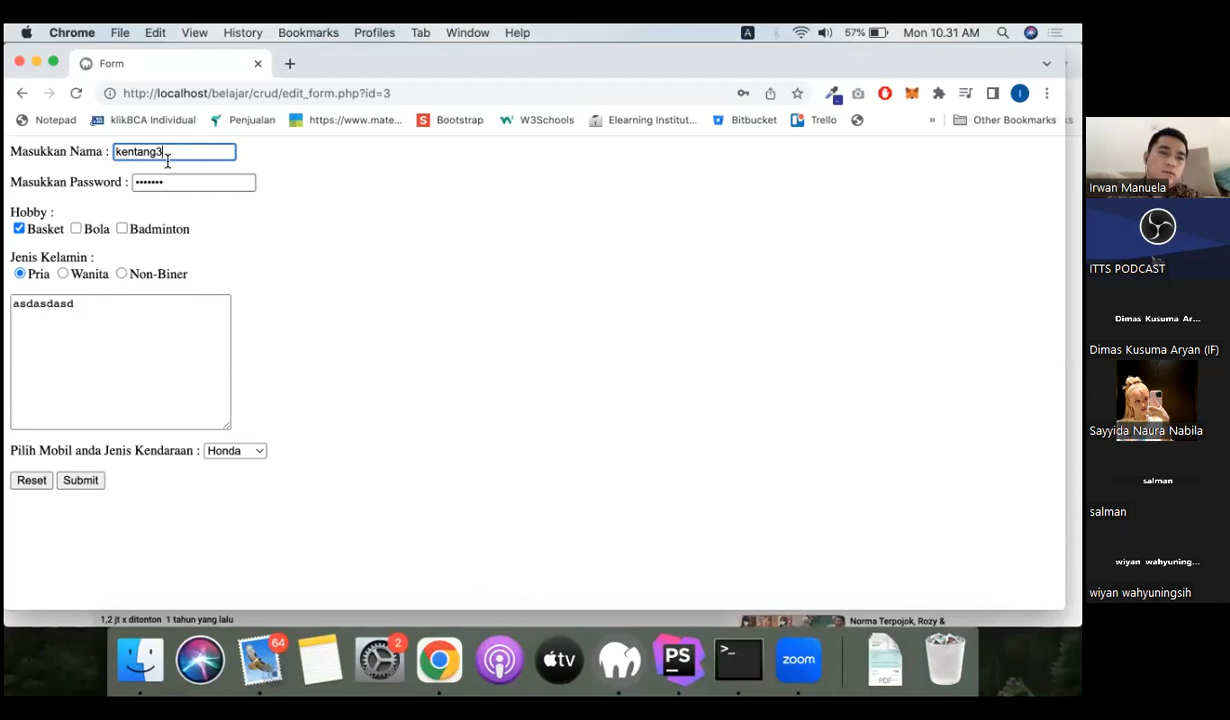 Chrome File Edit View History Bookmarks Profiles Tab Window Help A 57% Mon 10.31 AM
Form
http://localhost/belajar/crud/edit_form.php?id=3
Notepad klikBCA Individual Penjualan https://www.mate... Bootstrap W3Schools Elearning Institut... Bitbucket Trello » Other Bookmarks
Masukkan Nama : kentang3
Masukkan Password : •••••••
Hobby :
Basket Bola Badminton
Jenis Kelamin :
Pria Wanita Non-Biner
asdasdasd
Pilih Mobil anda Jenis Kendaraan : Honda
Reset Submit
1,2 jt x ditonton 1 tahun yang lalu
Norma Terpojok, Rozy &
64
2
tv
PS
>_
zoom
PDF
Irwan Manuela
ITTS PODCAST
Dimas Kusuma Ar...
Dimas Kusuma Aryan (IF)
Sayyida Naura Nabila
salman
salman
wiyan wahyuning...
wiyan wahyuningsih